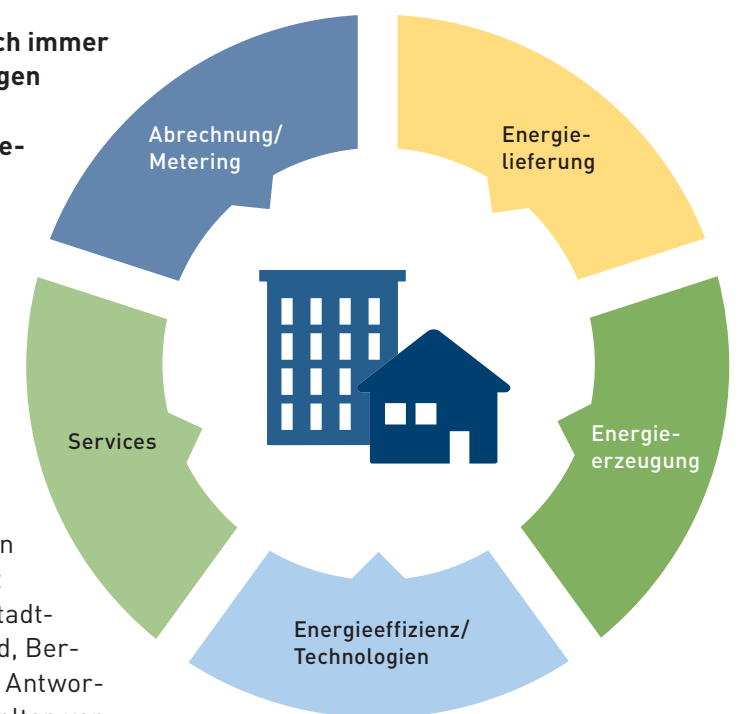 ch immer
gen
e-
n
tadt-
d, Ber-
Antwor-
Abrechnung/
Metering
Energie-
lieferung
Services
Energie-
erzeugung
Energieeffizienz/
Technologien